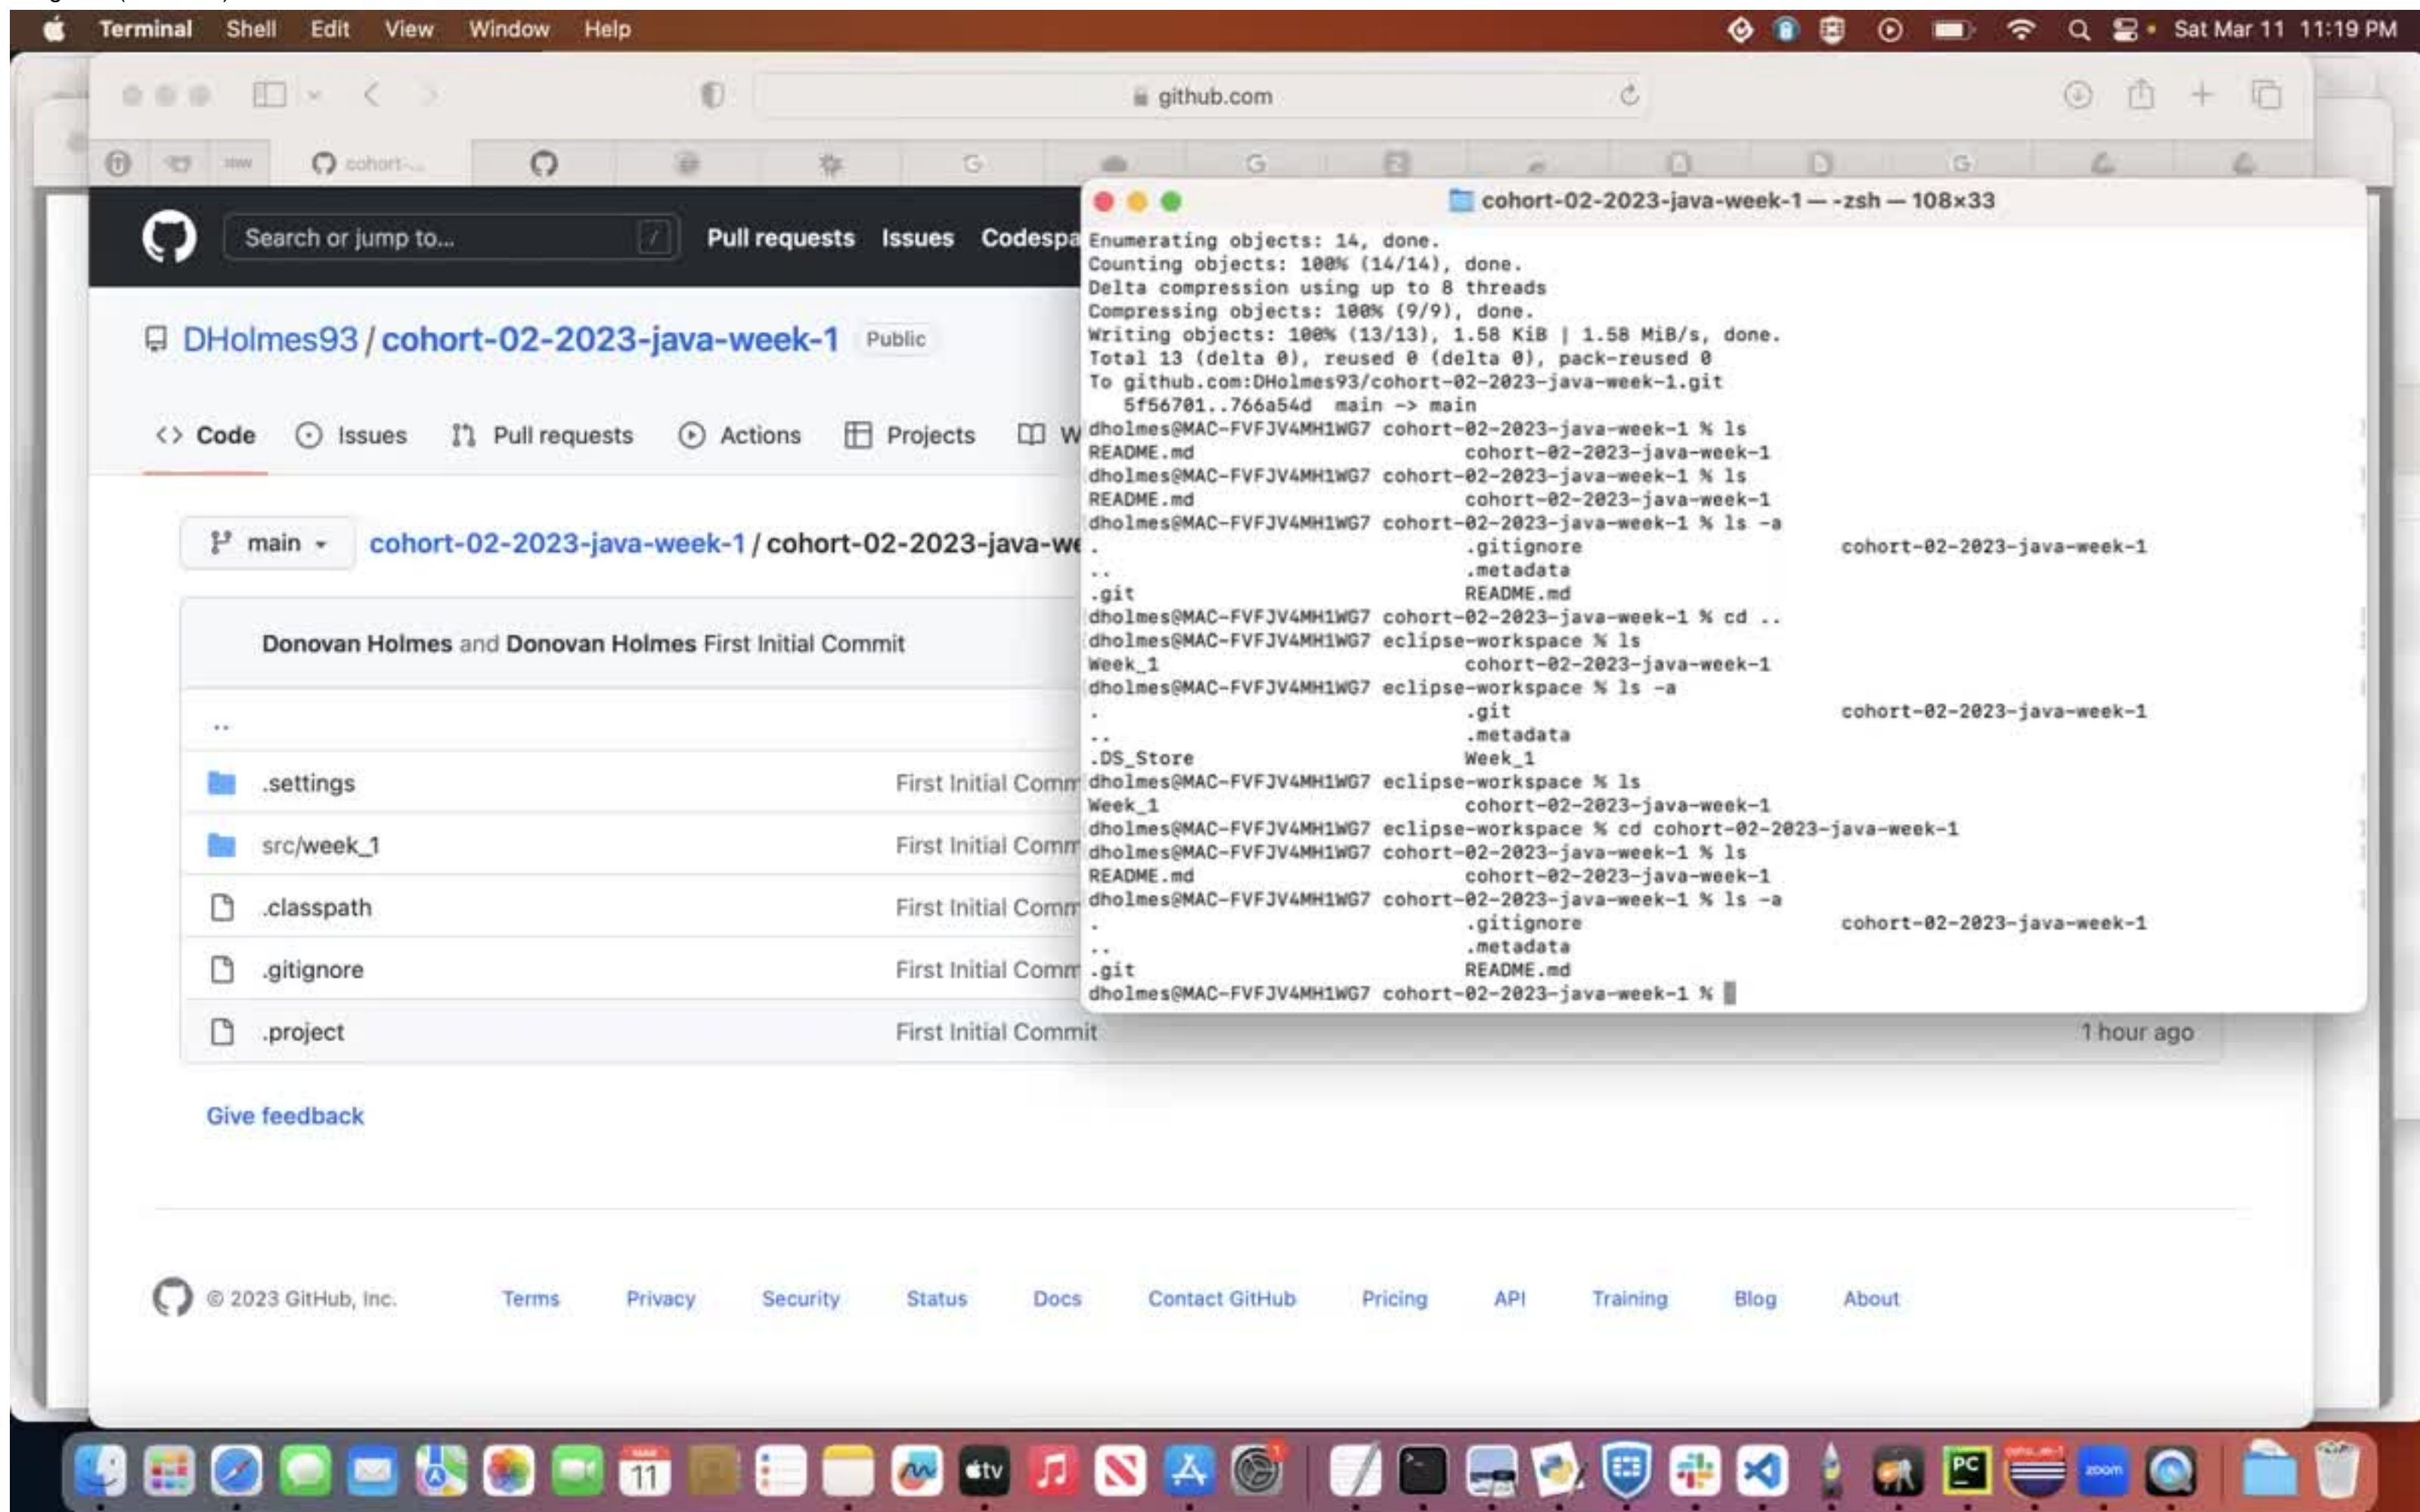 Terminal Shell Edit View Window Help
Sat Mar 11 11:19 PM
github.com
cohort-...
Search or jump to...
/
Pull requests Issues Codespa
DHolmes93 / cohort-02-2023-java-week-1 Public
<> Code Issues Pull requests Actions Projects W
main cohort-02-2023-java-week-1 / cohort-02-2023-java-we
Donovan Holmes and Donovan Holmes First Initial Commit
..
.settings First Initial Comm
src/week_1 First Initial Comm
.classpath First Initial Comm
.gitignore First Initial Comm
.project First Initial Commit 1 hour ago
Give feedback
© 2023 GitHub, Inc. Terms Privacy Security Status Docs Contact GitHub Pricing API Training Blog About
cohort-02-2023-java-week-1 — -zsh — 108×33
Enumerating objects: 14, done.
Counting objects: 100% (14/14), done.
Delta compression using up to 8 threads
Compressing objects: 100% (9/9), done.
Writing objects: 100% (13/13), 1.58 KiB | 1.58 MiB/s, done.
Total 13 (delta 0), reused 0 (delta 0), pack-reused 0
To github.com:DHolmes93/cohort-02-2023-java-week-1.git
5f56701..766a54d main -> main
dholmes@MAC-FVFJV4MH1WG7 cohort-02-2023-java-week-1 % ls
README.md cohort-02-2023-java-week-1
dholmes@MAC-FVFJV4MH1WG7 cohort-02-2023-java-week-1 % ls
README.md cohort-02-2023-java-week-1
dholmes@MAC-FVFJV4MH1WG7 cohort-02-2023-java-week-1 % ls -a
. .gitignore cohort-02-2023-java-week-1
.. .metadata
.git README.md
dholmes@MAC-FVFJV4MH1WG7 cohort-02-2023-java-week-1 % cd ..
dholmes@MAC-FVFJV4MH1WG7 eclipse-workspace % ls
Week_1 cohort-02-2023-java-week-1
dholmes@MAC-FVFJV4MH1WG7 eclipse-workspace % ls -a
. .git cohort-02-2023-java-week-1
.. .metadata
.DS_Store Week_1
dholmes@MAC-FVFJV4MH1WG7 eclipse-workspace % ls
Week_1 cohort-02-2023-java-week-1
dholmes@MAC-FVFJV4MH1WG7 eclipse-workspace % cd cohort-02-2023-java-week-1
dholmes@MAC-FVFJV4MH1WG7 cohort-02-2023-java-week-1 % ls
README.md cohort-02-2023-java-week-1
dholmes@MAC-FVFJV4MH1WG7 cohort-02-2023-java-week-1 % ls -a
. .gitignore cohort-02-2023-java-week-1
.. .metadata
.git README.md
dholmes@MAC-FVFJV4MH1WG7 cohort-02-2023-java-week-1 %
MAR
11
tv
1
PC
zoom